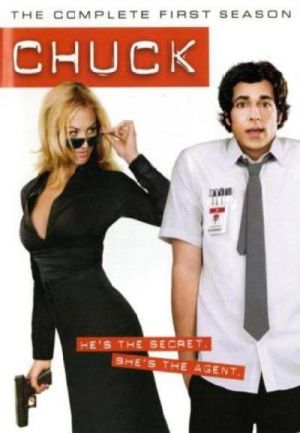 THE COMPLETE FIRST SEASON
CHUCK
HE'S THE SECRET.
SHE'S THE AGENT.